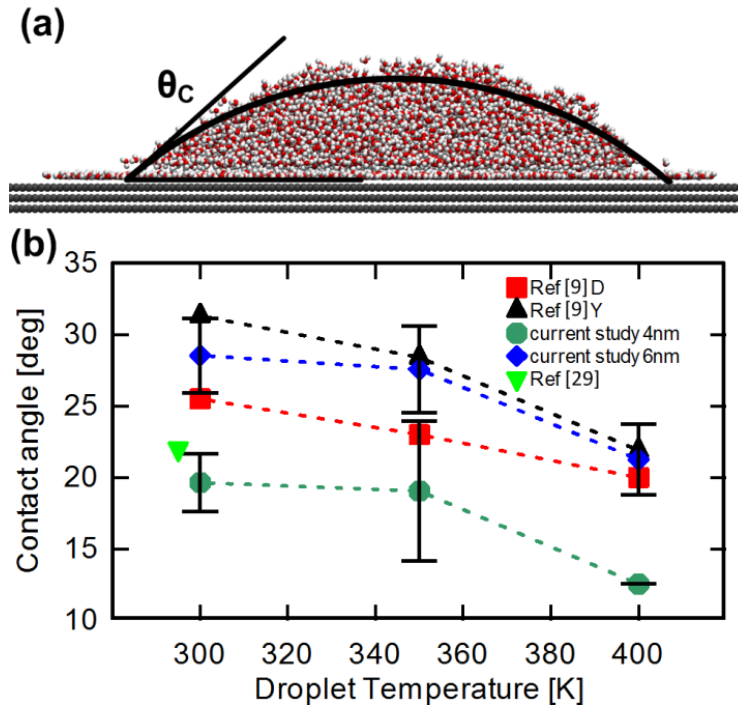 (a)
θC
(b)
35
30
25
20
15
10
Contact angle [deg]
Ref [9] D
Ref [9] Y
current study 4nm
current study 6nm
Ref [29]
300 320 340 360 380 400
Droplet Temperature [K]